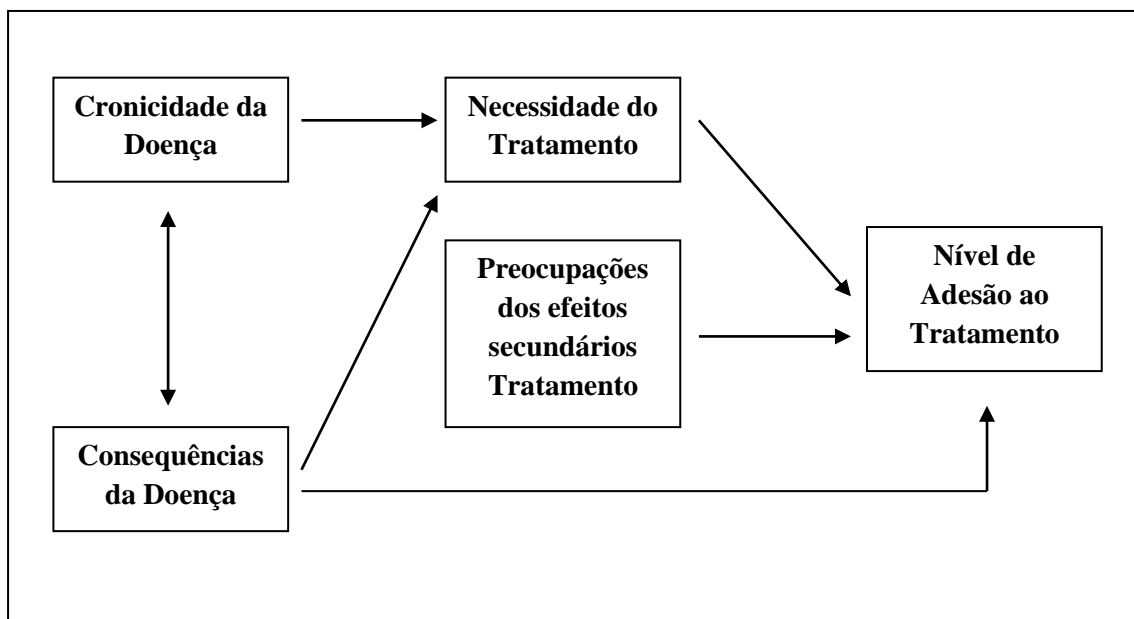 Cronicidade da
Doença
Necessidade do
Tratamento
Preocupações
dos efeitos
secundários
Tratamento
Nível de
Adesão ao
Tratamento
Consequências
da Doença